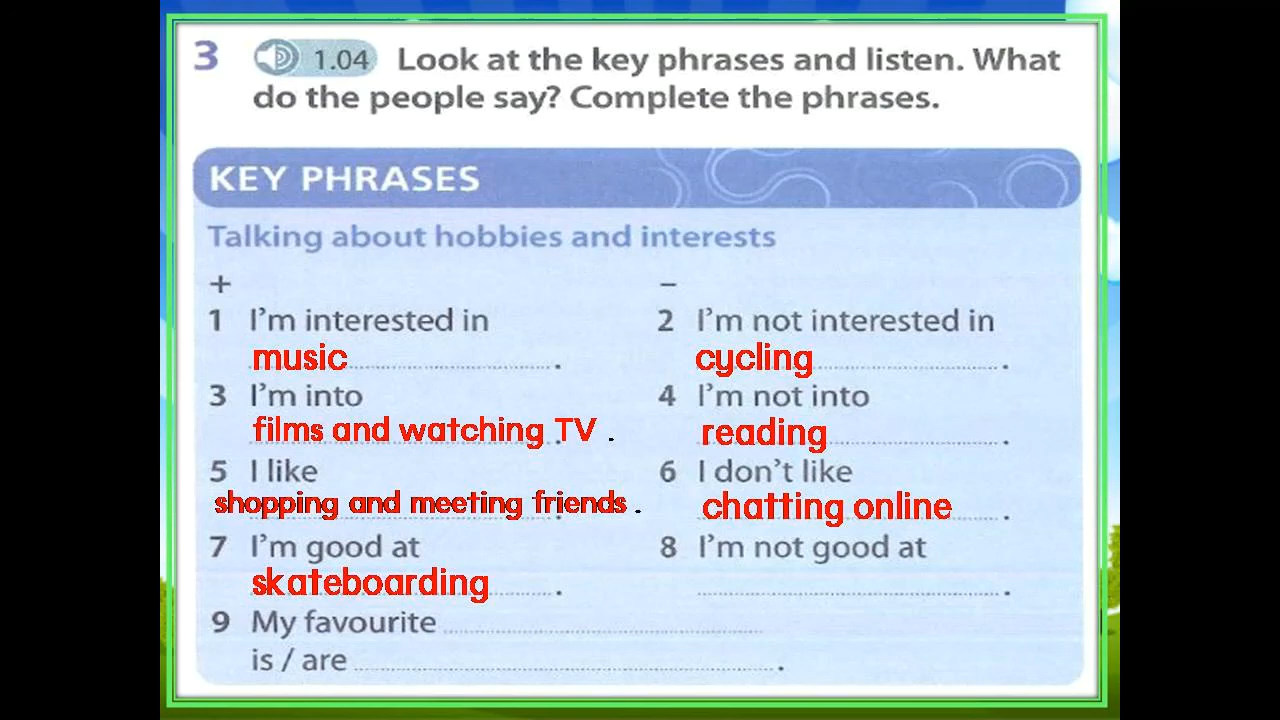 3 1.04 Look at the key phrases and listen. What
do the people say? Complete the phrases.
KEY PHRASES
Talking about hobbies and interests
+ –
1 I'm interested in
music .
2 I'm not interested in
cycling .
3 I'm into
films and watching TV .
4 I'm not into
reading .
5 I like
shopping and meeting friends .
6 I don't like
chatting online .
7 I'm good at
skateboarding .
8 I'm not good at
.
9 My favourite
is / are .